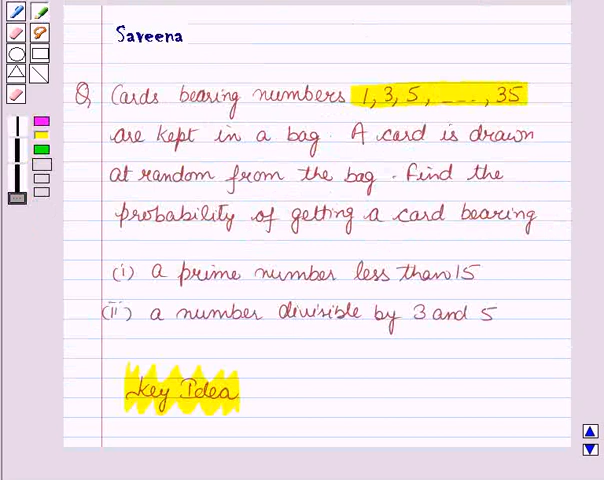 Saveena
Q Cards bearing numbers 1, 3, 5, ----, 35
are kept in a bag. A card is drawn
at random from the bag. Find the
probability of getting a card bearing
(i) a prime number less than 15
(ii) a number divisible by 3 and 5
Key Idea